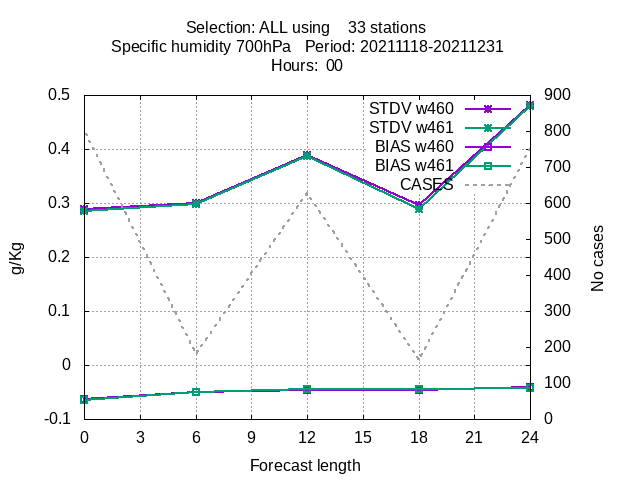 Selection: ALL using 33 stations
Specific humidity 700hPa Period: 20211118-20211231
Hours: 00
STDV w460
STDV w461
BIAS w460
BIAS w461
CASES
g/Kg
0.5
0.4
0.3
0.2
0.1
0
-0.1
900
800
700
600
500
400
300
200
100
0
No cases
0 3 6 9 12 15 18 21 24
Forecast length